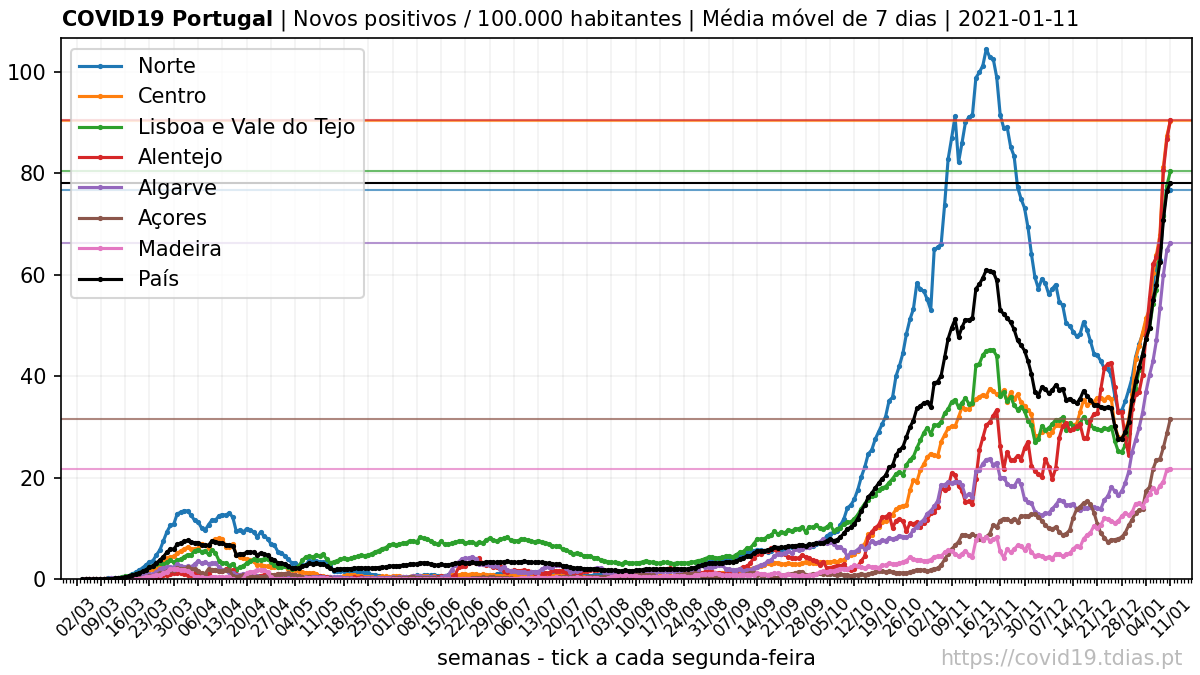 COVID19 Portugal | Novos positivos / 100.000 habitantes | Média móvel de 7 dias | 2021-01-11
Norte
Centro
Lisboa e Vale do Tejo
Alentejo
Algarve
Açores
Madeira
País
100
80
60
40
20
0
02/03 09/03 16/03 23/03 30/03 06/04 13/04 20/04 27/04 04/05 11/05 18/05 25/05 01/06 08/06 15/06 22/06 29/06 06/07 13/07 20/07 27/07 03/08 10/08 17/08 24/08 31/08 07/09 14/09 21/09 28/09 05/10 12/10 19/10 26/10 02/11 09/11 16/11 23/11 30/11 07/12 14/12 21/12 28/12 04/01 11/01
semanas - tick a cada segunda-feira
https://covid19.tdias.pt